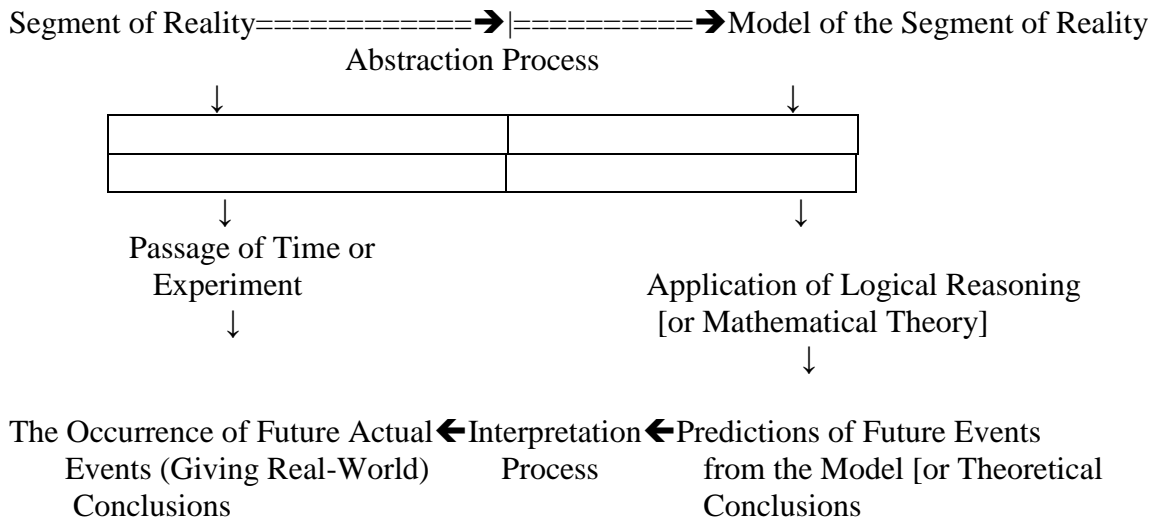 Segment of Reality============➔|==========➔Model of the Segment of Reality
Abstraction Process
↓ ↓
↓ ↓
Passage of Time or
Experiment Application of Logical Reasoning
↓ [or Mathematical Theory]
↓
The Occurrence of Future Actual🡸Interpretation🡸Predictions of Future Events
Events (Giving Real-World) Process from the Model [or Theoretical
Conclusions Conclusions